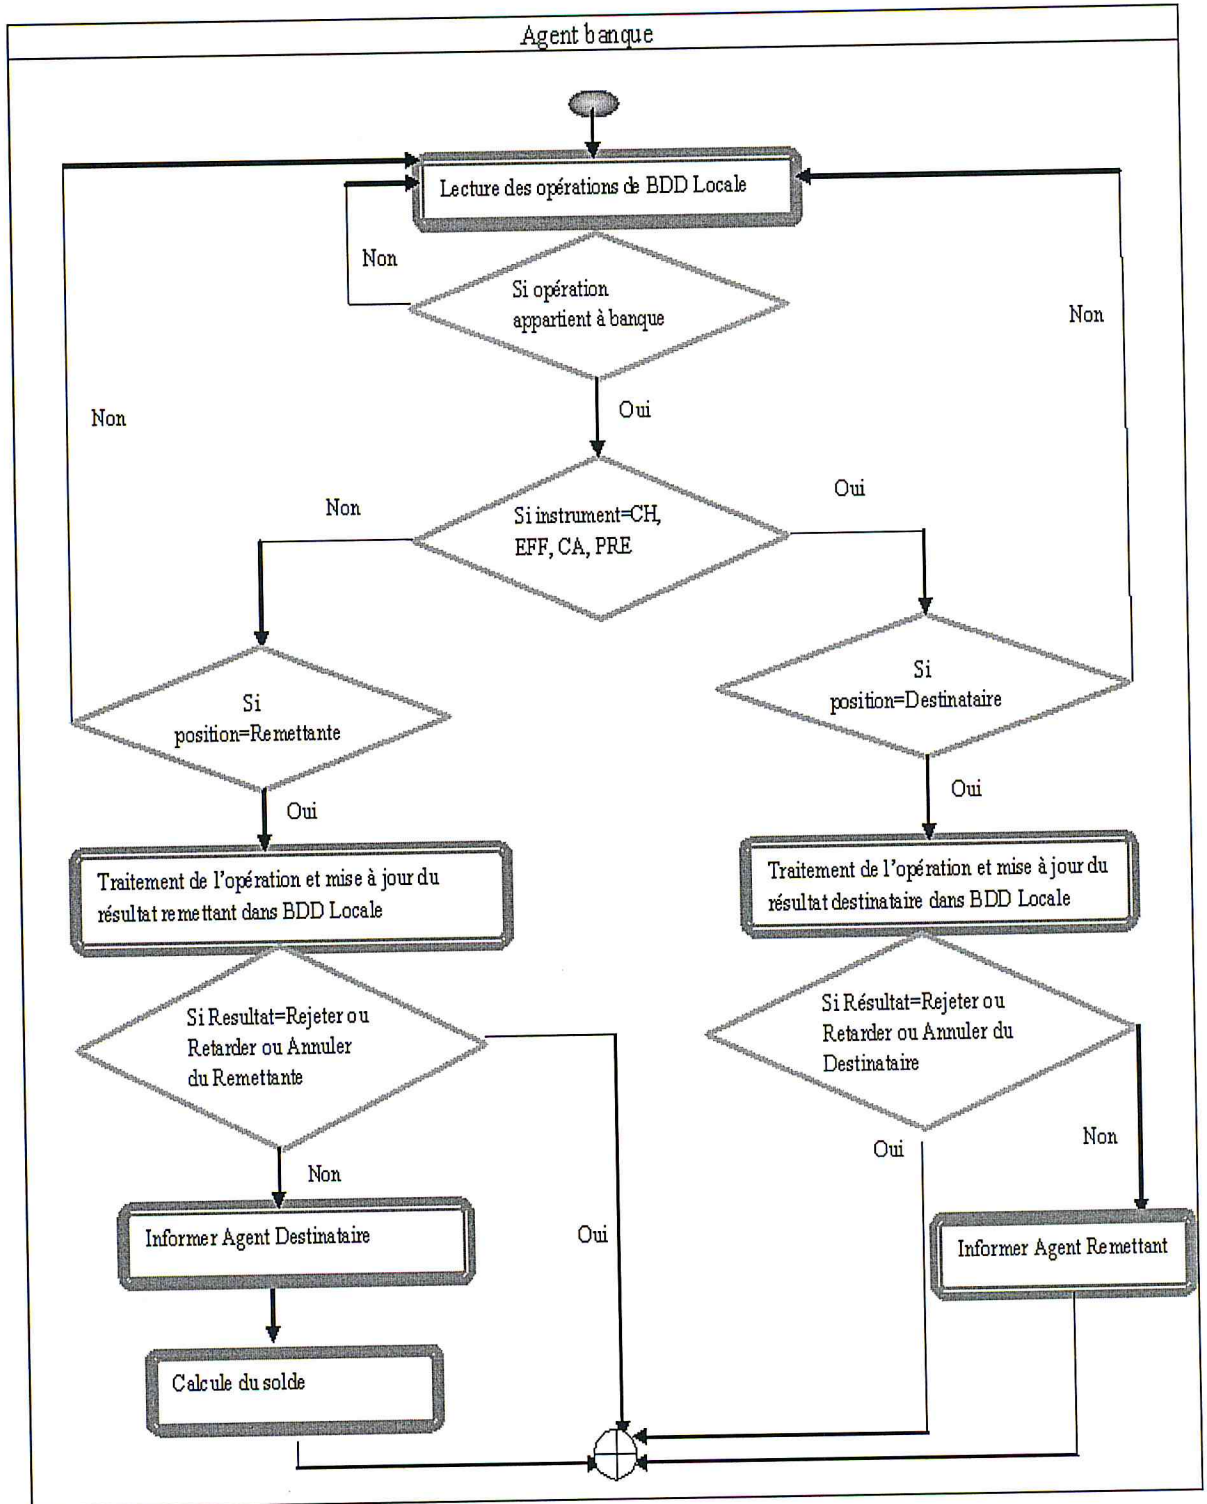 Agent banque
Lecture des opérations de BDD Locale
Non
Si opération
appartient à banque
Non
Oui
Non
Non
Si instrument=CH,
EFF, CA, PRE
Oui
Si
position=Remettante
Si
position=Destinataire
Oui
Oui
Traitement de l'opération et mise à jour du
résultat remettant dans BDD Locale
Traitement de l'opération et mise à jour du
résultat destinataire dans BDD Locale
Si Resultat=Rejeter ou
Retarder ou Annuler
du Remettante
Si Résultat=Rejeter ou
Retarder ou Annuler du
Destinataire
Non
Oui
Non
Informer Agent Destinataire
Oui
Informer Agent Remettant
Calcule du solde